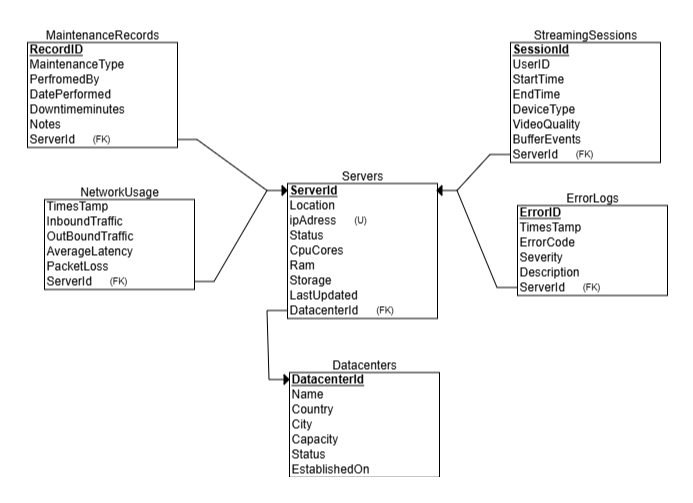 MaintenanceRecords
RecordID
MaintenanceType
PerfromedBy
DatePerformed
Downtimeminutes
Notes
ServerId (FK)
StreamingSessions
SessionId
UserID
StartTime
EndTime
DeviceType
VideoQuality
BufferEvents
ServerId (FK)
NetworkUsage
TimesTamp
InboundTraffic
OutBoundTraffic
AverageLatency
PacketLoss
ServerId (FK)
Servers
ServerId
Location
ipAdress (U)
Status
CpuCores
Ram
Storage
LastUpdated
DatacenterId (FK)
ErrorLogs
ErrorID
TimesTamp
ErrorCode
Severity
Description
ServerId (FK)
Datacenters
DatacenterId
Name
Country
City
Capacity
Status
EstablishedOn